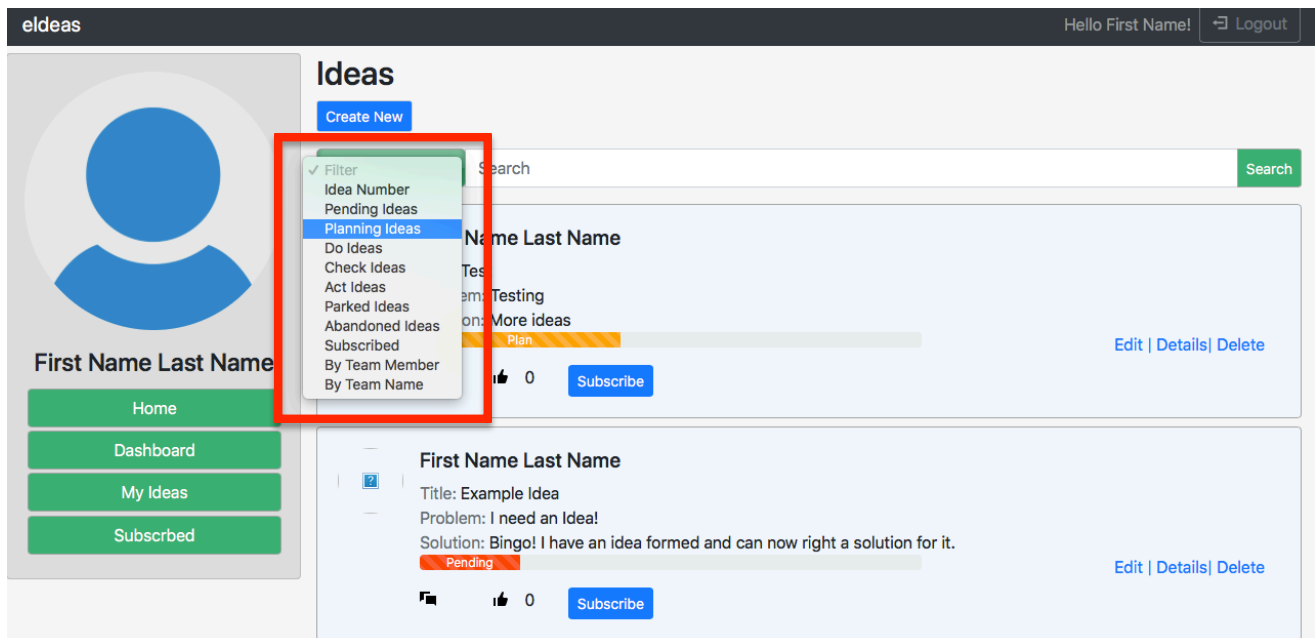 eIdeas
Hello First Name!
Logout
Ideas
Create New
✓ Filter
Idea Number
Pending Ideas
Planning Ideas
Do Ideas
Check Ideas
Act Ideas
Parked Ideas
Abandoned Ideas
Subscribed
By Team Member
By Team Name
Search
Search
Name Last Name
em: Testing
on: More ideas
Plan
Edit | Details| Delete
0
Subscribe
First Name Last Name
Home
Dashboard
My Ideas
Subscrbed
First Name Last Name
Title: Example Idea
Problem: I need an Idea!
Solution: Bingo! I have an idea formed and can now right a solution for it.
Pending
Edit | Details| Delete
0
Subscribe